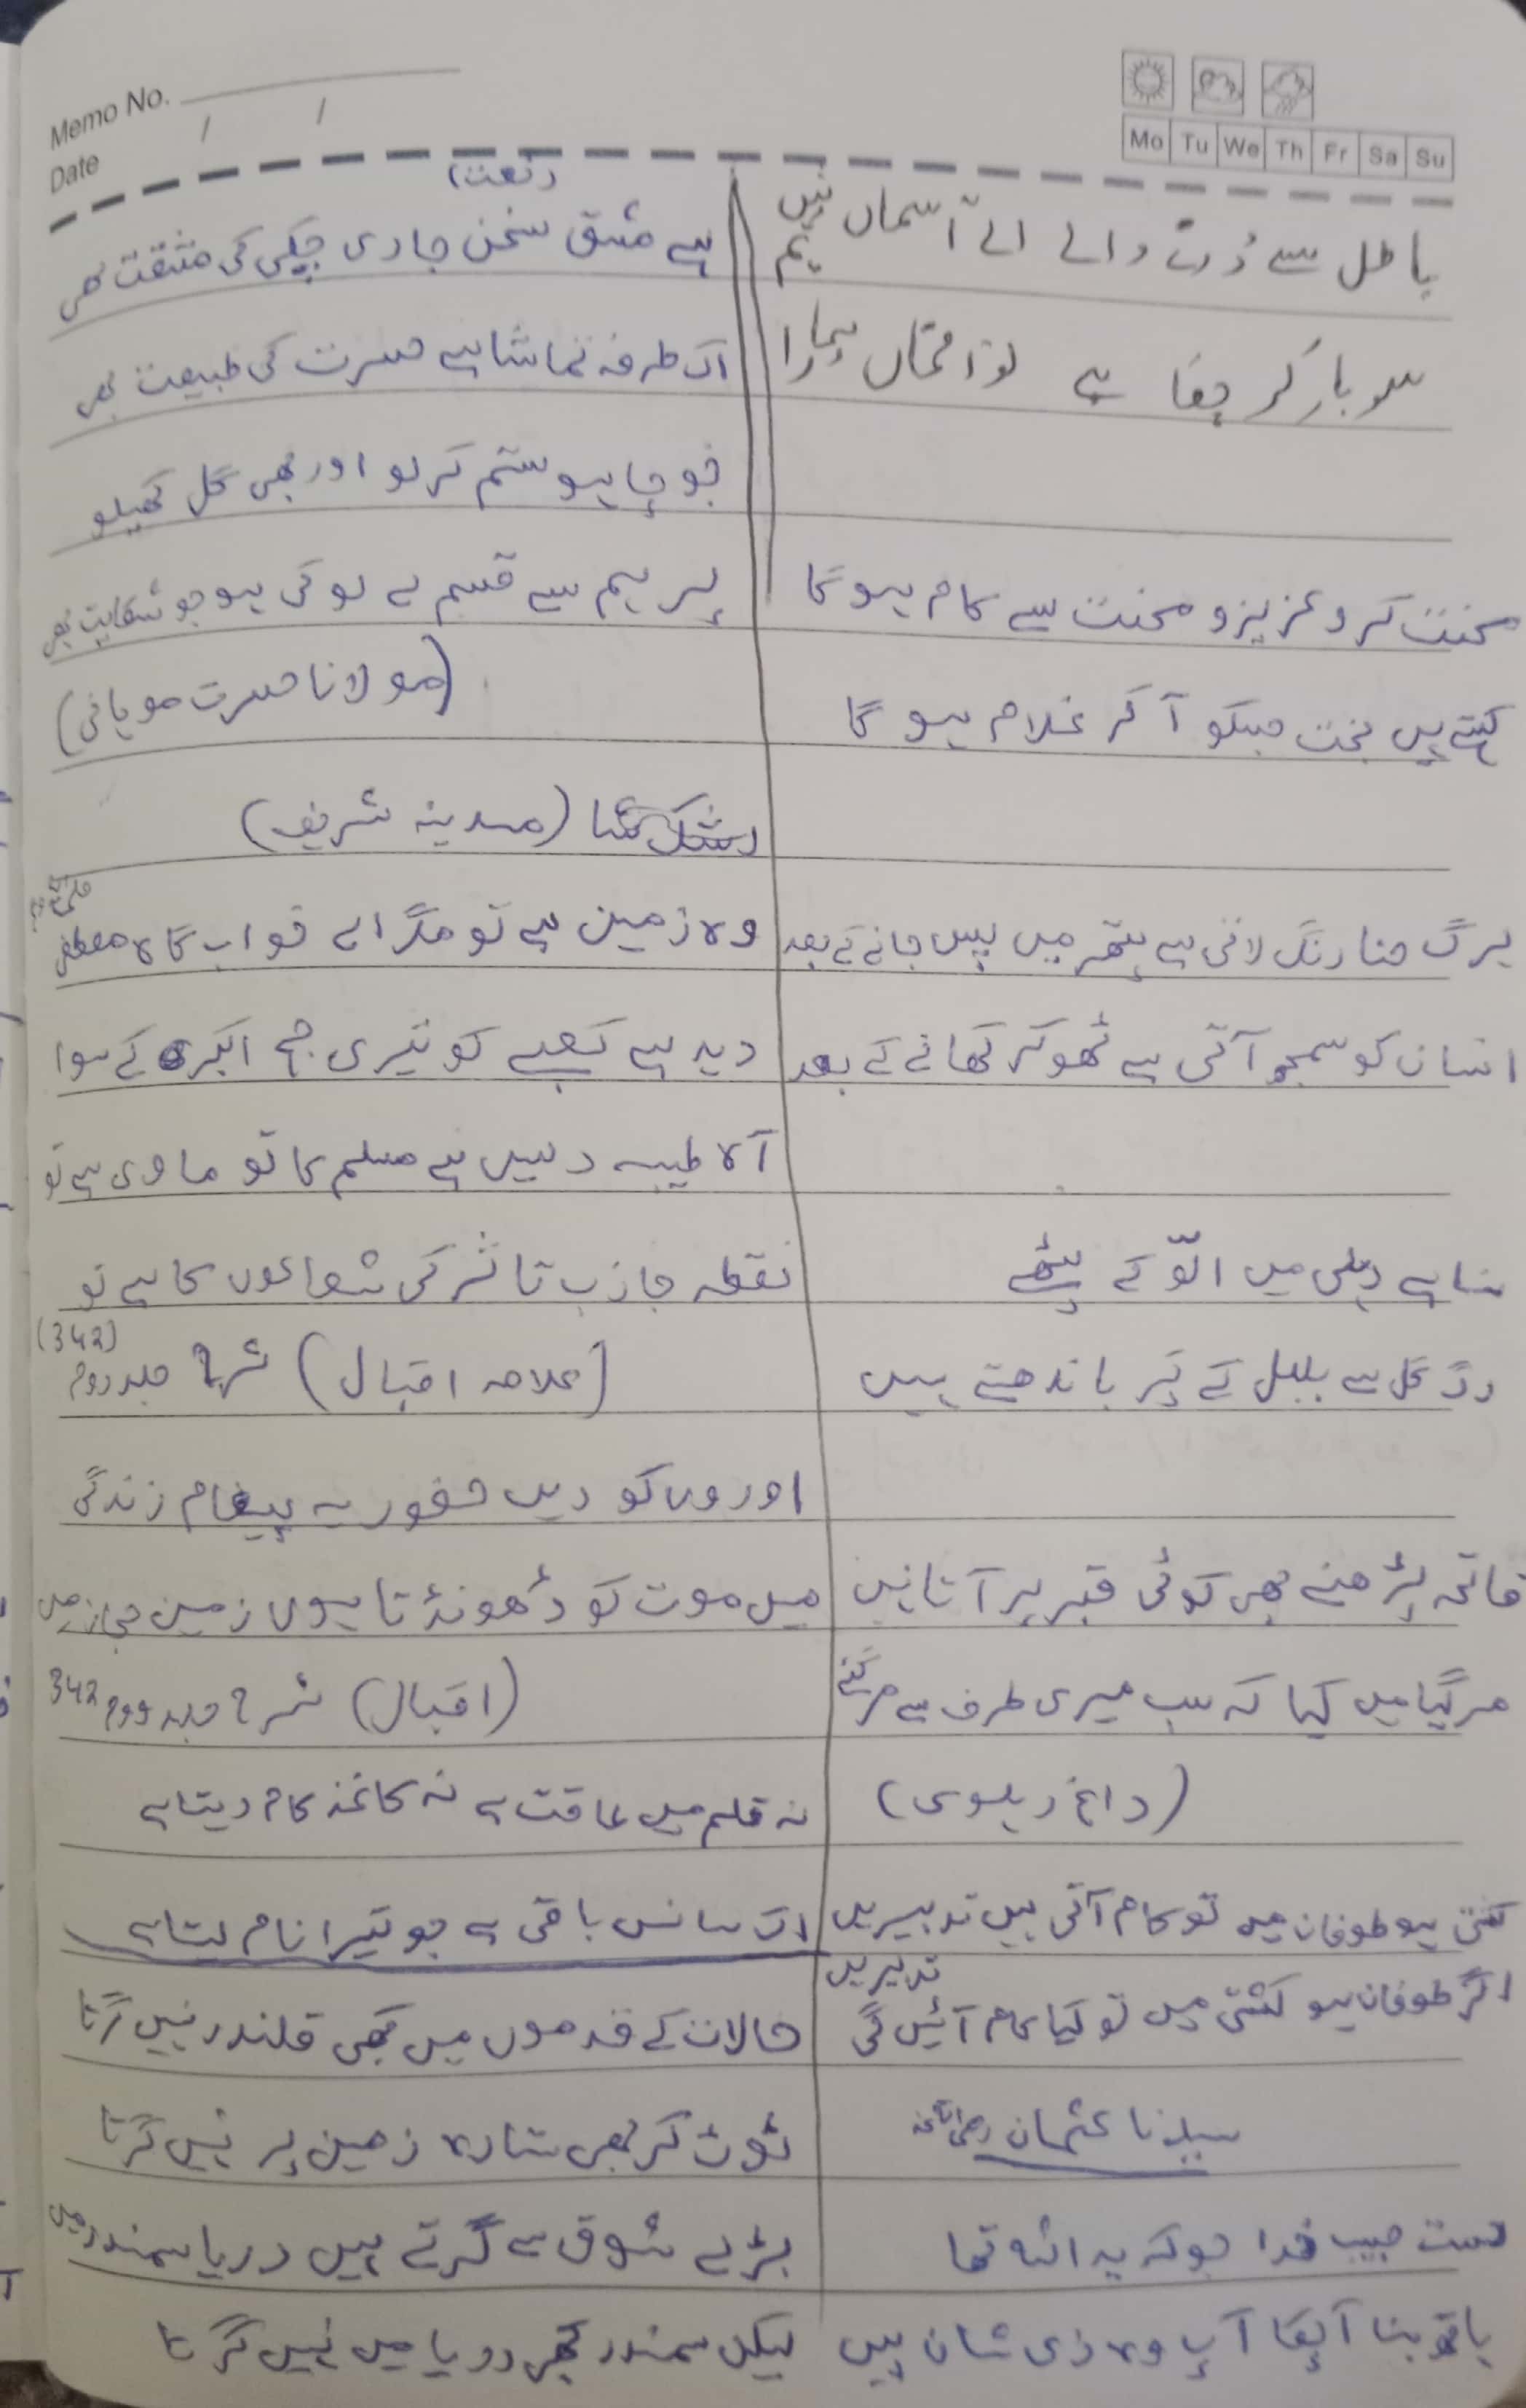 Memo No.
Date / /
Mo Tu We Th Fr Sa Su
باطل سے ڈرنے والے اے آسماں نہیں ہم
سو بار کر چکا ہے تو امتحاں ہمارا
محنت کرو عزیزو محنت سے کام ہوگا
کہتے ہیں بخت جسکو آ کر غلام ہوگا
برگ حنا رنگ لاتی ہے پتھر میں پس جانے کے بعد
انسان کو سمجھ آتی ہے ٹھوکر کھانے کے بعد
سنا ہے دہلی میں الّو کے پٹھے
رگ گل سے بلبل کے پَر باندھتے ہیں
فاتحہ پڑھنے بھی کوئی قبر پر آتا نہیں
مر گیا میں کیا کہ سب میری طرف سے مر گئے
(داغ دہلوی)
کشتی ہو طوفان میں تو کام آتی ہیں تدبیریں
اگر طوفان ہو کشتی میں تو کیا کام آئیں گی تدبیریں
سیدنا عثمان رضی اللہ عنہ
دست حبیب خدا جو کہ ید اللہ تھا
ہاتھ بنا آپکا آپ وہ ذی شان ہیں
(نعت)
ہے مشق سخن جاری چکی کی مشقت بھی
اک طرفہ تماشا ہے حسرت کی طبیعت بھی
جو چاہو ستم کر لو اور بھی گل کھیلو
پر ہم سے قسم لے لو کی ہو جو شکایت بھی
(مولانا حسرت موہانی)
(مدینہ شریف)
وہ زمین ہے تو مگر اے خواب گاہ مصطفی
دید ہے کعبے کو تیری حج اکبر کے سوا
آہ طیبہ دیس ہے مسلم کا تو ماوی ہے تو
نقطہ جاذب تاثر کی شعاعوں کا ہے تو
(علامہ اقبال) شرح جلد دوم (342)
اوروں کو دیں حضور یہ پیغام زندگی
میں موت کو ڈھونڈتا ہوں زمین حجاز میں
(اقبال) شرح جلد دوم 342
نہ قلم میں طاقت ہے نہ کاغذ کام دیتا ہے
اک سانس باقی ہے جو تیرا نام لیتا ہے
حالات کے قدموں میں کبھی قلندر نہیں گرتا
ٹوٹ کر بھی ستارہ زمین پر نہیں گرتا
بڑے شوق سے گرتے ہیں دریا سمندر میں
لیکن سمندر کبھی دریا میں نہیں گرتا